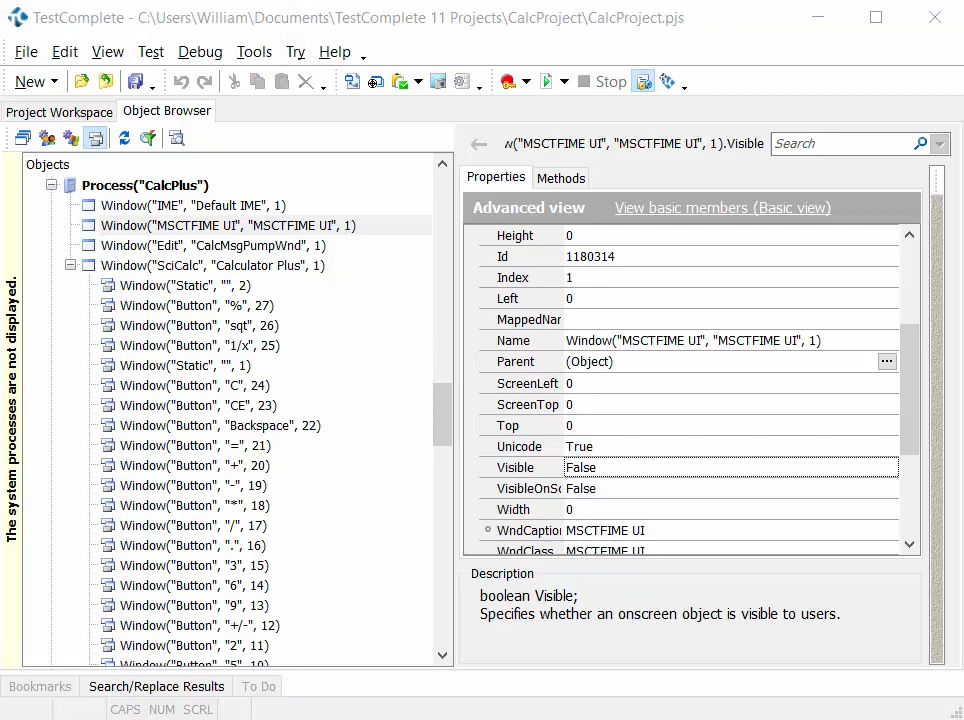 TestComplete - C:\Users\William\Documents\TestComplete 11 Projects\CalcProject\CalcProject.pjs
File Edit View Test Debug Tools Try Help
New Stop
Project Workspace Object Browser
Objects
Process("CalcPlus")
Window("IME", "Default IME", 1)
Window("MSCTFIME UI", "MSCTFIME UI", 1)
Window("Edit", "CalcMsgPumpWnd", 1)
Window("SciCalc", "Calculator Plus", 1)
Window("Static", "", 2)
Window("Button", "%", 27)
Window("Button", "sqt", 26)
Window("Button", "1/x", 25)
Window("Static", "", 1)
Window("Button", "C", 24)
Window("Button", "CE", 23)
Window("Button", "Backspace", 22)
Window("Button", "=", 21)
Window("Button", "+", 20)
Window("Button", "-", 19)
Window("Button", "*", 18)
Window("Button", "/", 17)
Window("Button", ".", 16)
Window("Button", "3", 15)
Window("Button", "6", 14)
Window("Button", "9", 13)
Window("Button", "+/-", 12)
Window("Button", "2", 11)
Window("Button", "5", 10)
The system processes are not displayed.
w("MSCTFIME UI", "MSCTFIME UI", 1).Visible Search
Properties Methods
Advanced view View basic members (Basic view)
Height 0
Id 1180314
Index 1
Left 0
MappedNar
Name Window("MSCTFIME UI", "MSCTFIME UI", 1)
Parent (Object) ...
ScreenLeft 0
ScreenTop 0
Top 0
Unicode True
Visible False
VisibleOnSc False
Width 0
WndCaption MSCTFIME UI
WndClass MSCTFIME UI
Description
boolean Visible;
Specifies whether an onscreen object is visible to users.
Bookmarks Search/Replace Results To Do
CAPS NUM SCRL